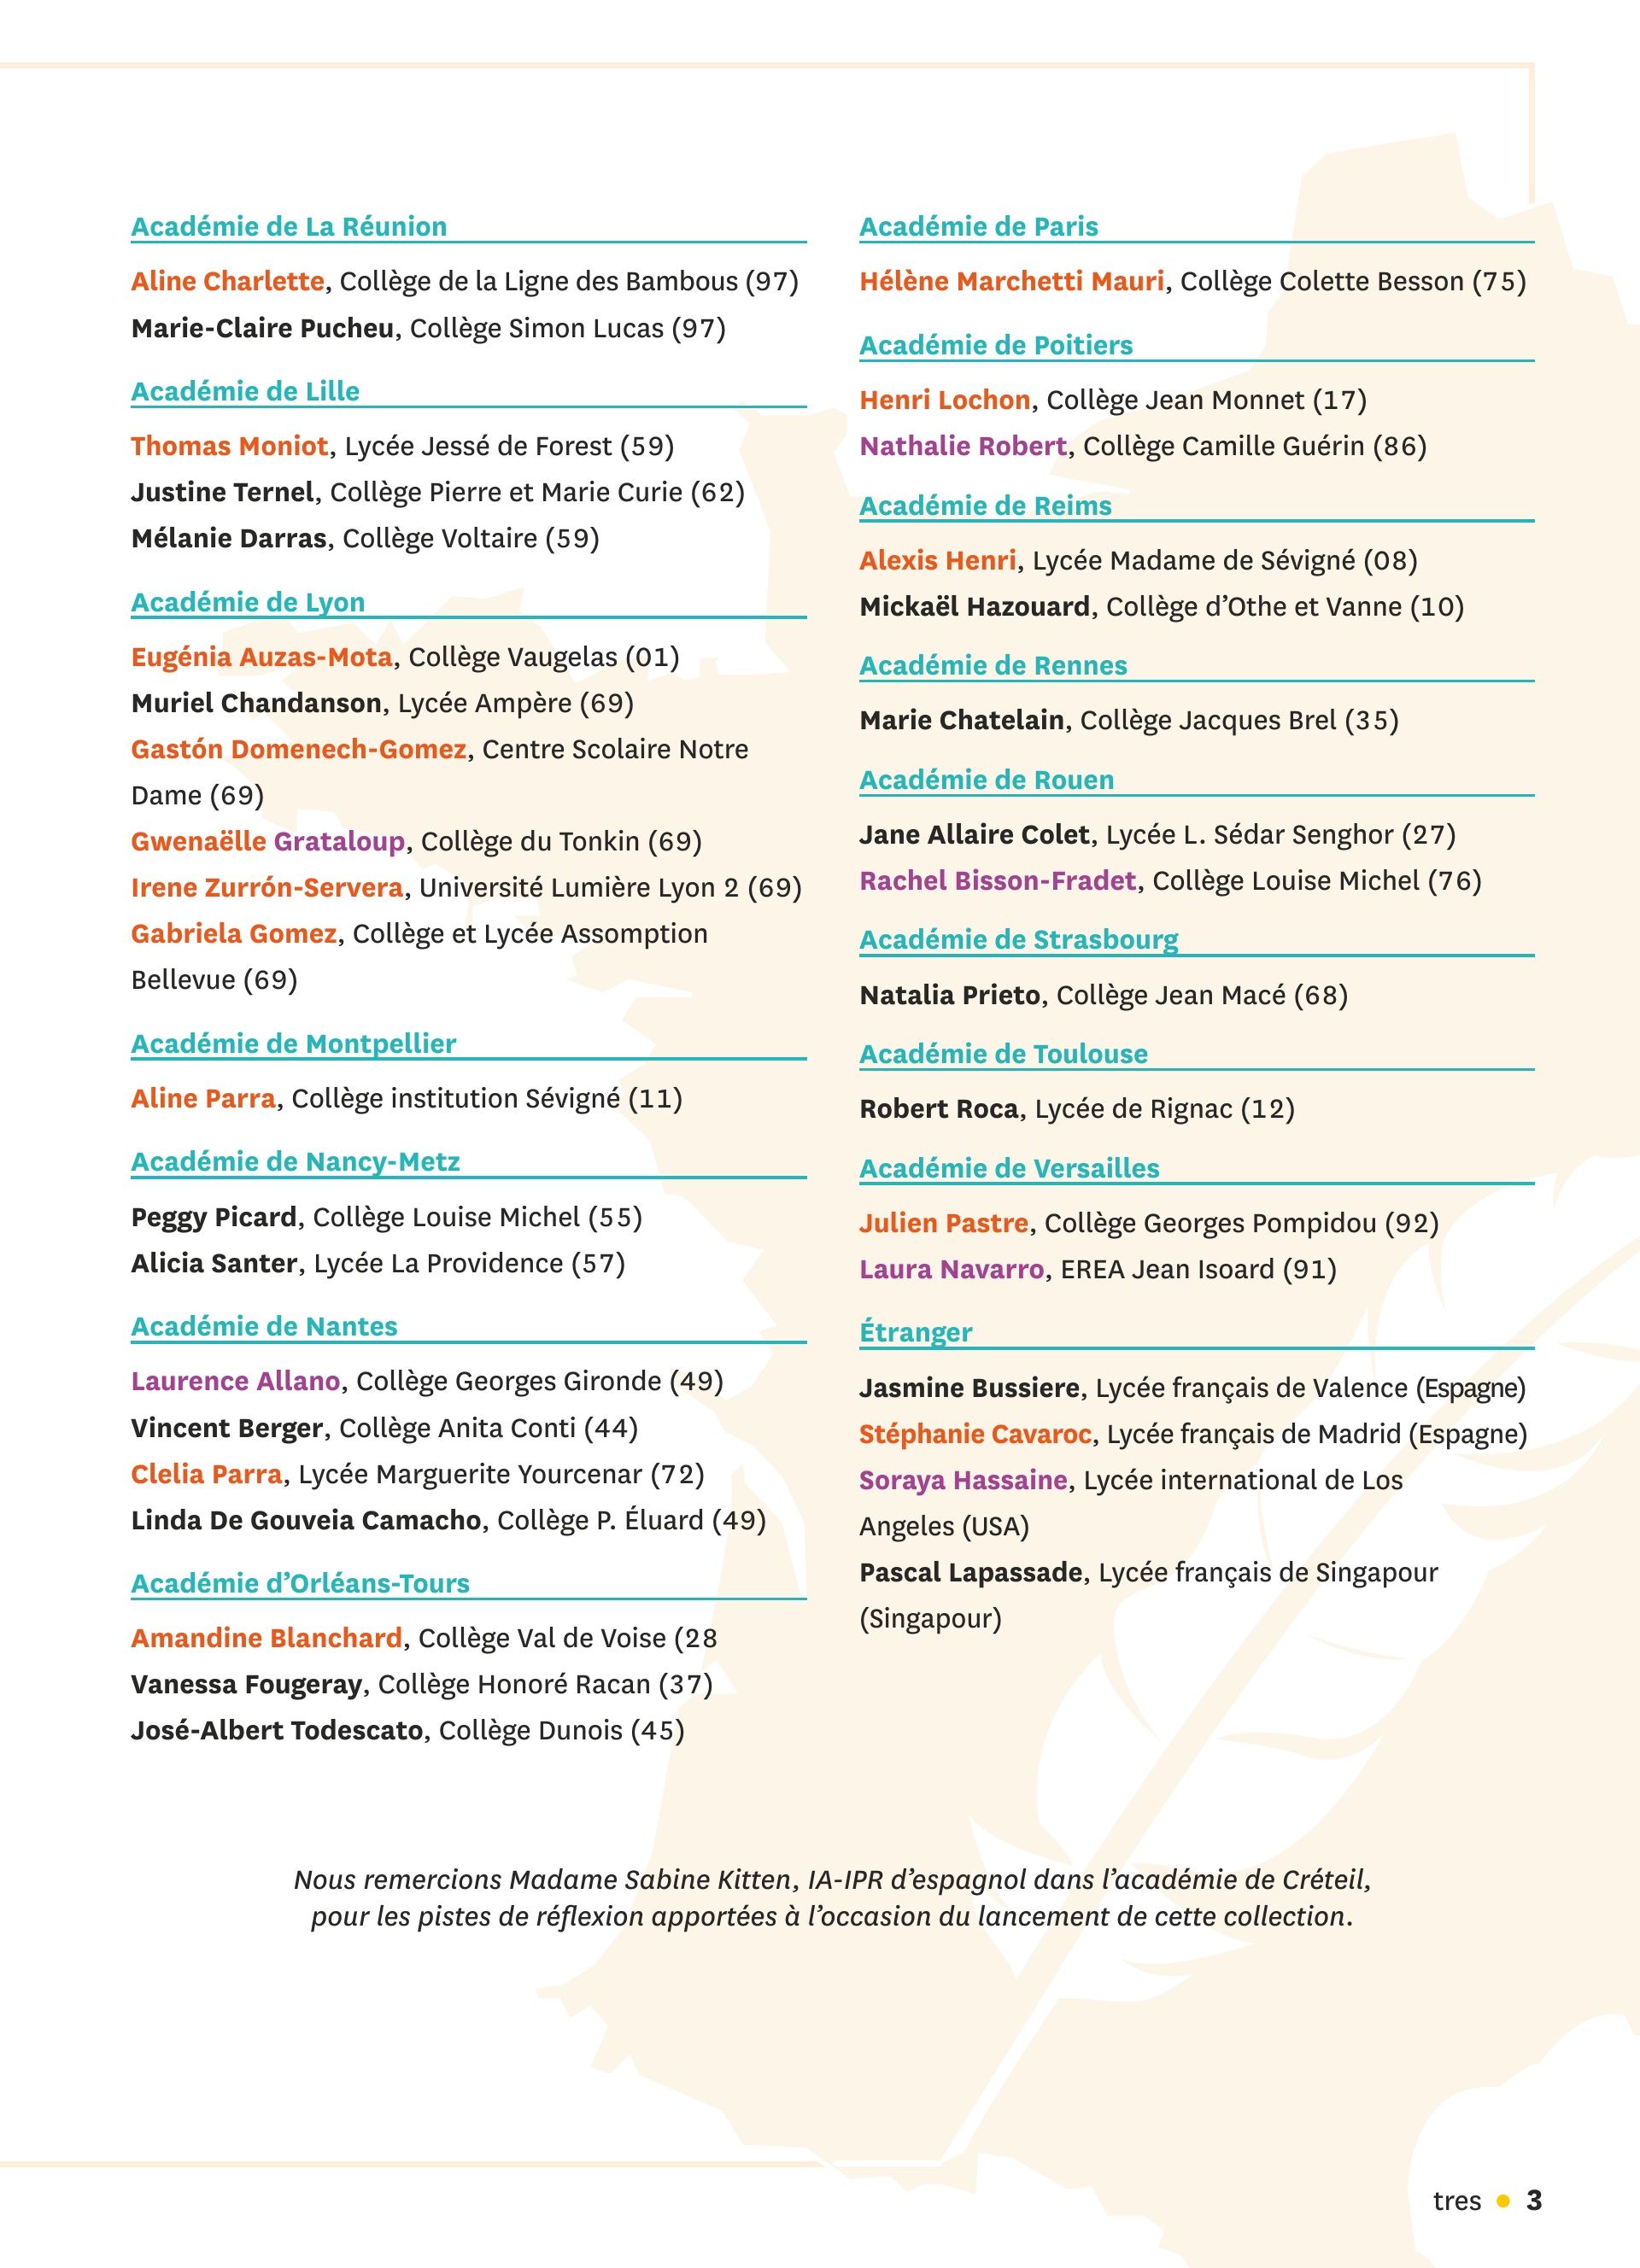 Académie de La Réunion
Aline Charlette, Collège de la Ligne des Bambous (97)
Marie-Claire Pucheu, Collège Simon Lucas (97)
Académie de Lille
Thomas Moniot, Lycée Jessé de Forest (59)
Justine Ternel, Collège Pierre et Marie Curie (62)
Mélanie Darras, Collège Voltaire (59)
Académie de Lyon
Eugénia Auzas-Mota, Collège Vaugelas (01)
Muriel Chandanson, Lycée Ampère (69)
Gastón Domenech-Gomez, Centre Scolaire Notre
Dame (69)
Gwenaëlle Grataloup, Collège du Tonkin (69)
Irene Zurrón-Servera, Université Lumière Lyon 2 (69)
Gabriela Gomez, Collège et Lycée Assomption
Bellevue (69)
Académie de Montpellier
Aline Parra, Collège institution Sévigné (11)
Académie de Nancy-Metz
Peggy Picard, Collège Louise Michel (55)
Alicia Santer, Lycée La Providence (57)
Académie de Nantes
Laurence Allano, Collège Georges Gironde (49)
Vincent Berger, Collège Anita Conti (44)
Clelia Parra, Lycée Marguerite Yourcenar (72)
Linda De Gouveia Camacho, Collège P. Éluard (49)
Académie d’Orléans-Tours
Amandine Blanchard, Collège Val de Voise (28
Vanessa Fougeray, Collège Honoré Racan (37)
José-Albert Todescato, Collège Dunois (45)
Académie de Paris
Hélène Marchetti Mauri, Collège Colette Besson (75)
Académie de Poitiers
Henri Lochon, Collège Jean Monnet (17)
Nathalie Robert, Collège Camille Guérin (86)
Académie de Reims
Alexis Henri, Lycée Madame de Sévigné (08)
Mickaël Hazouard, Collège d’Othe et Vanne (10)
Académie de Rennes
Marie Chatelain, Collège Jacques Brel (35)
Académie de Rouen
Jane Allaire Colet, Lycée L. Sédar Senghor (27)
Rachel Bisson-Fradet, Collège Louise Michel (76)
Académie de Strasbourg
Natalia Prieto, Collège Jean Macé (68)
Académie de Toulouse
Robert Roca, Lycée de Rignac (12)
Académie de Versailles
Julien Pastre, Collège Georges Pompidou (92)
Laura Navarro, EREA Jean Isoard (91)
Étranger
Jasmine Bussiere, Lycée français de Valence (Espagne)
Stéphanie Cavaroc, Lycée français de Madrid (Espagne)
Soraya Hassaine, Lycée international de Los
Angeles (USA)
Pascal Lapassade, Lycée français de Singapour
(Singapour)
Nous remercions Madame Sabine Kitten, IA-IPR d’espagnol dans l’académie de Créteil,
pour les pistes de réflexion apportées à l’occasion du lancement de cette collection.
tres • 3